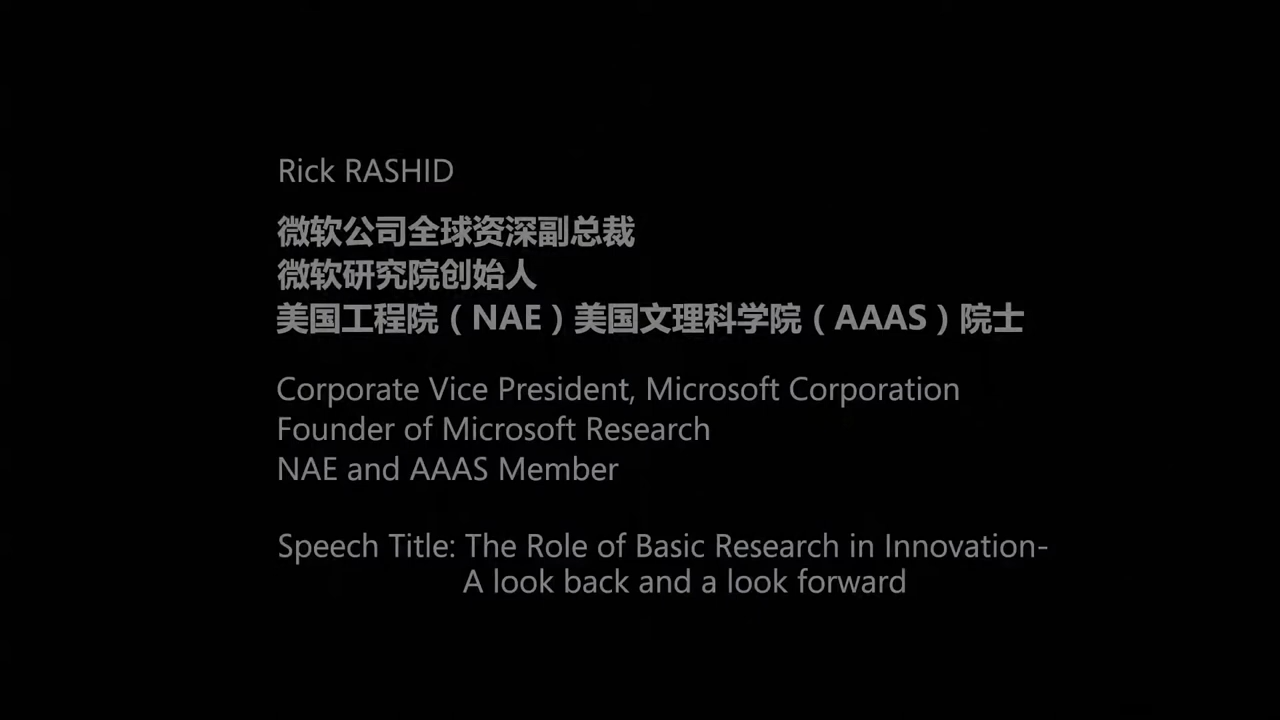 Rick RASHID
微软公司全球资深副总裁
微软研究院创始人
美国工程院（NAE）美国文理科学院（AAAS）院士
Corporate Vice President, Microsoft Corporation
Founder of Microsoft Research
NAE and AAAS Member
Speech Title: The Role of Basic Research in Innovation-
A look back and a look forward